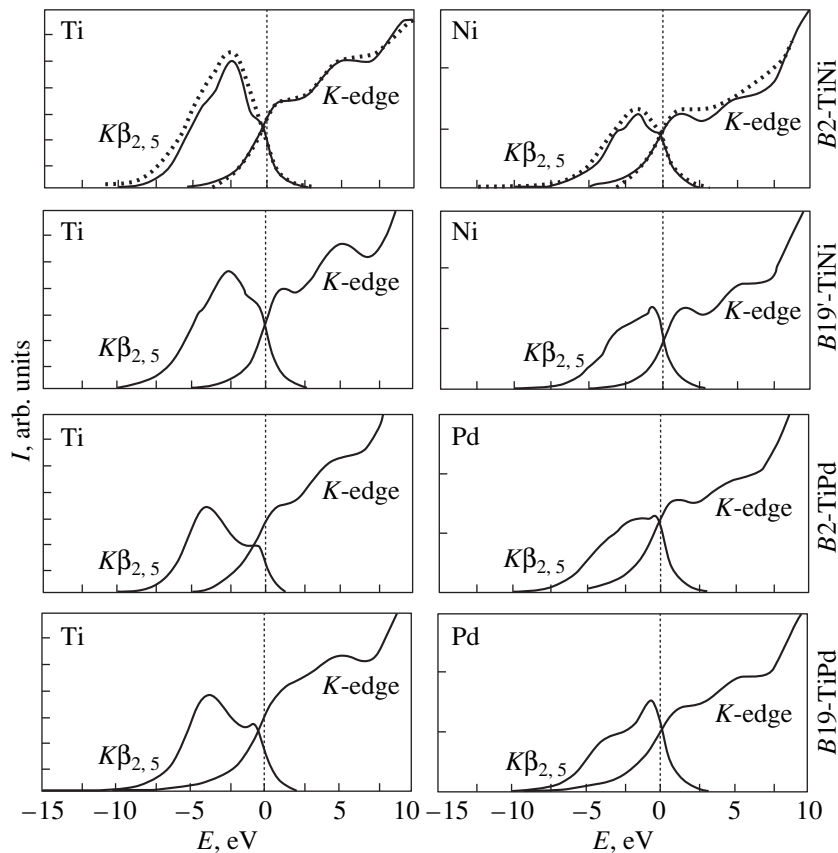 Ti
Kβ2, 5
K-edge
Ni
Kβ2, 5
K-edge
B2-TiNi
Ti
Kβ2, 5
K-edge
Ni
Kβ2, 5
K-edge
B19'-TiNi
I, arb. units
Ti
Kβ2, 5
K-edge
Pd
Kβ2, 5
K-edge
B2-TiPd
Ti
Kβ2, 5
K-edge
Pd
Kβ2, 5
K-edge
B19-TiPd
−15 −10 −5 0 5 10
−15 −10 −5 0 5 10
E, eV
E, eV